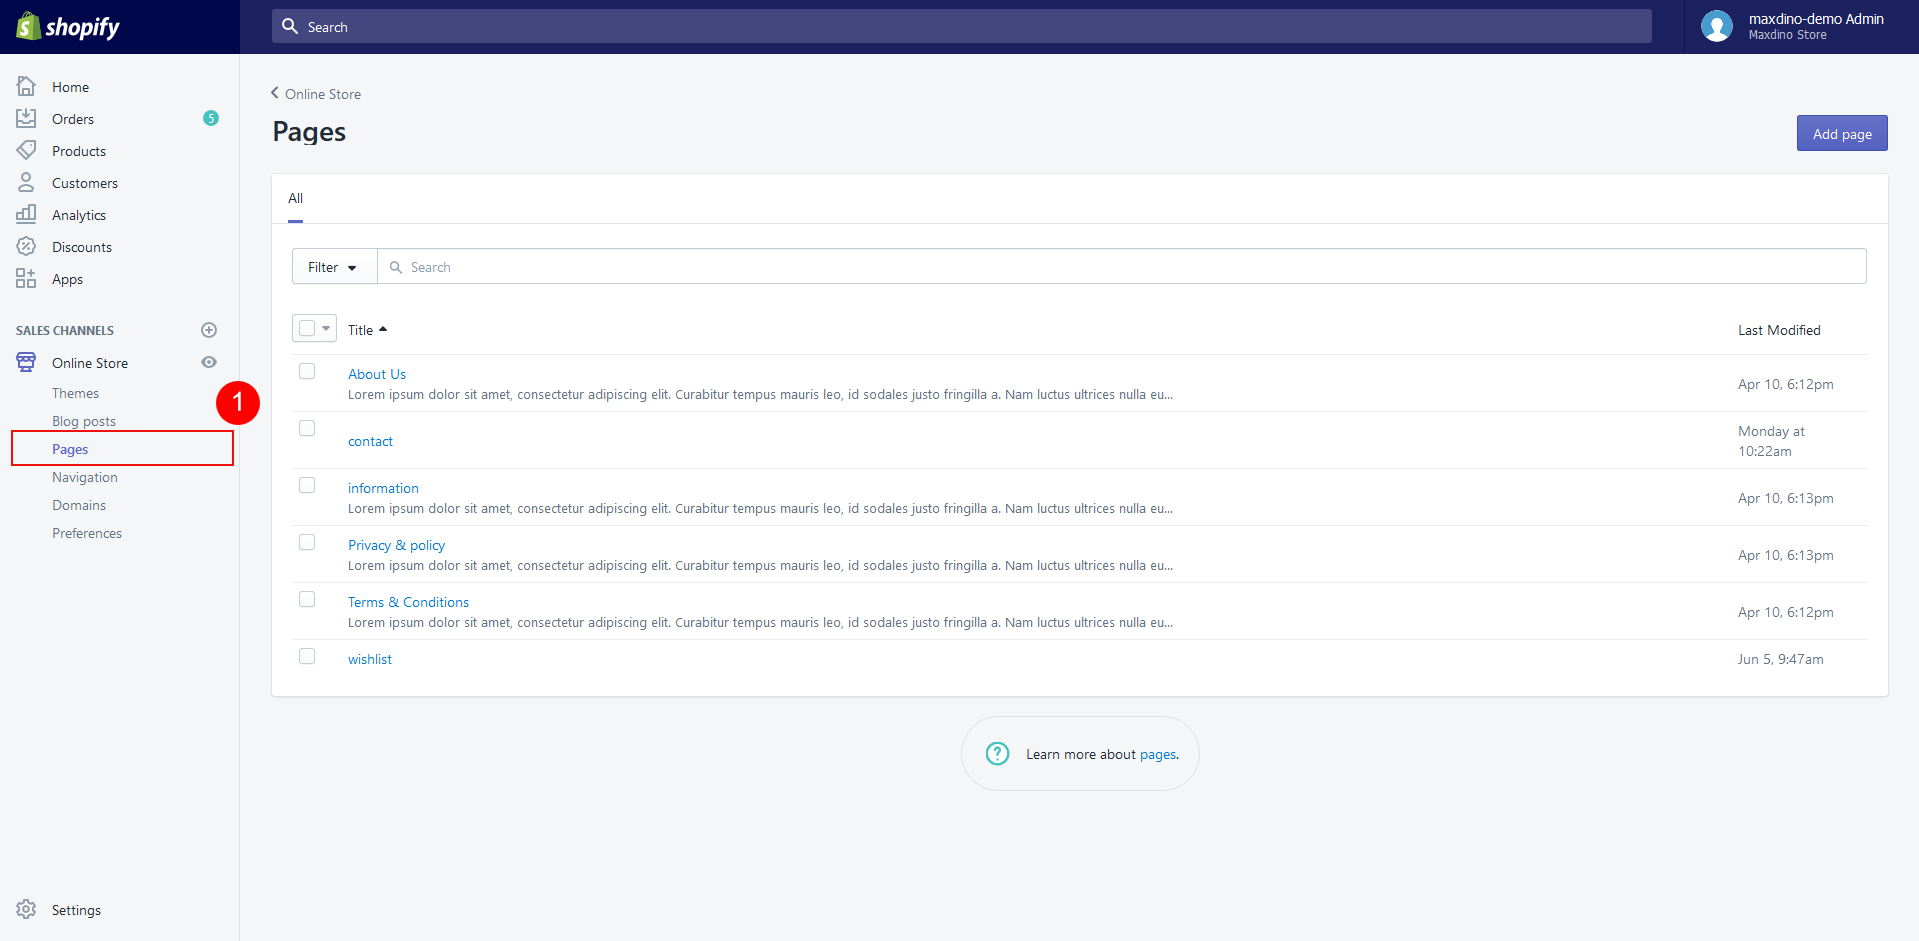 shopify
Search
maxdino-demo Admin
Maxdino Store
Home
Orders
5
Products
Customers
Analytics
Discounts
Apps
SALES CHANNELS
Online Store
Themes
1
Blog posts
Pages
Navigation
Domains
Preferences
Settings
Online Store
Pages
Add page
All
Filter
Search
Title
Last Modified
About Us
Lorem ipsum dolor sit amet, consectetur adipiscing elit. Curabitur tempus mauris leo, id sodales justo fringilla a. Nam luctus ultrices nulla eu...
Apr 10, 6:12pm
contact
Monday at
10:22am
information
Lorem ipsum dolor sit amet, consectetur adipiscing elit. Curabitur tempus mauris leo, id sodales justo fringilla a. Nam luctus ultrices nulla eu...
Apr 10, 6:13pm
Privacy & policy
Lorem ipsum dolor sit amet, consectetur adipiscing elit. Curabitur tempus mauris leo, id sodales justo fringilla a. Nam luctus ultrices nulla eu...
Apr 10, 6:13pm
Terms & Conditions
Lorem ipsum dolor sit amet, consectetur adipiscing elit. Curabitur tempus mauris leo, id sodales justo fringilla a. Nam luctus ultrices nulla eu...
Apr 10, 6:12pm
wishlist
Jun 5, 9:47am
? Learn more about pages.